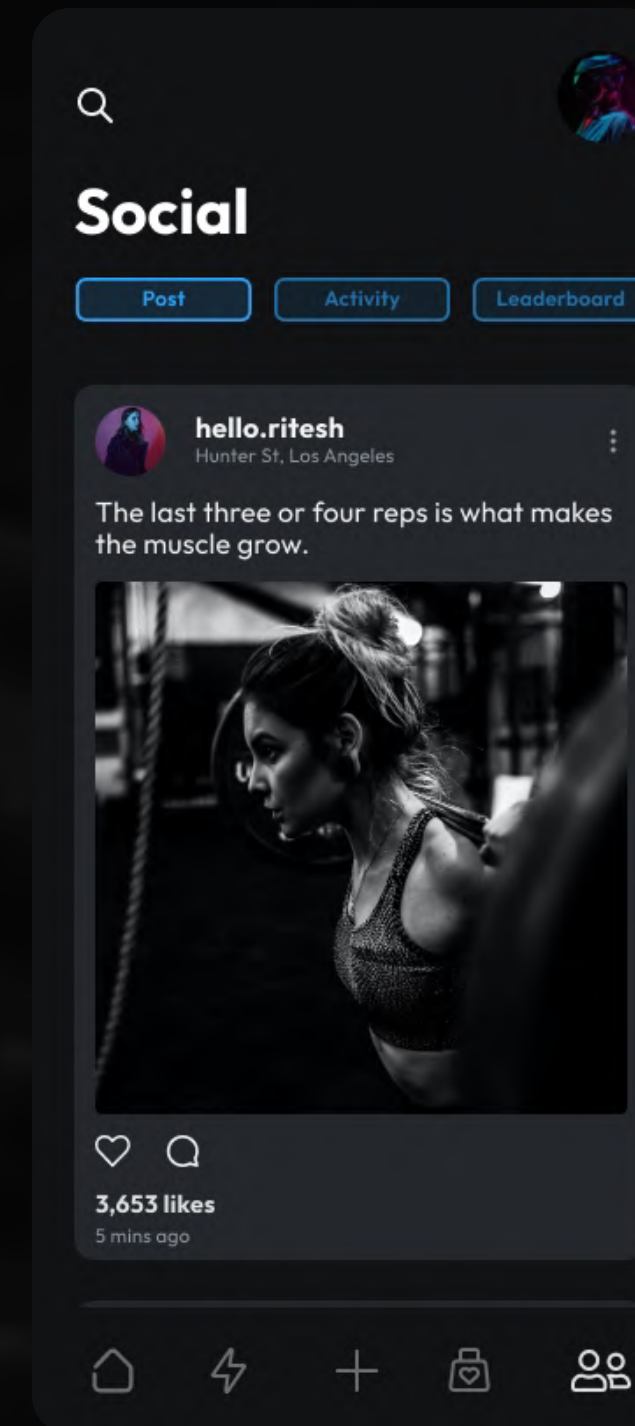 Social
Post
Activity
Leaderboard
hello.ritesh
Hunter St, Los Angeles
The last three or four reps is what makes
the muscle grow.
3,653 likes
5 mins ago